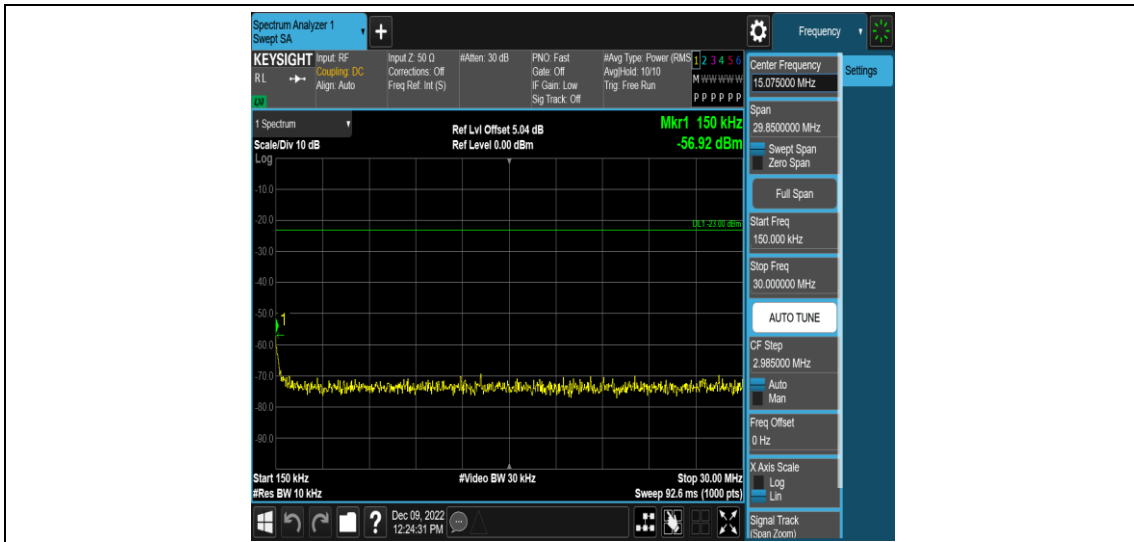 Spectrum Analyzer 1
Swept SA
Frequency
KEYSIGHT
RL
LM
Input: RF
Coupling: DC
Align: Auto
Input Z: 50 Ω
Corrections: Off
Freq Ref: Int (S)
#Atten: 30 dB
PNO: Fast
Gate: Off
IF Gain: Low
Sig Track: Off
#Avg Type: Power (RMS
Avg|Hold: 10/10
Trig: Free Run
1 2 3 4 5 6
M W W W W W
P P P P P P
1 Spectrum
Scale/Div 10 dB
Ref Lvl Offset 5.04 dB
Ref Level 0.00 dBm
Mkr1 150 kHz
-56.92 dBm
Log
-10.0
-20.0
DL1 -23.00 dBm
-30.0
-40.0
-50.0
1
-60.0
-70.0
-80.0
-90.0
Start 150 kHz
#Video BW 30 kHz
Stop 30.00 MHz
#Res BW 10 kHz
Sweep 92.6 ms (1000 pts)
Dec 09, 2022
12:24:31 PM
Center Frequency
15.075000 MHz
Settings
Span
29.8500000 MHz
Swept Span
Zero Span
Full Span
Start Freq
150.000 kHz
Stop Freq
30.000000 MHz
AUTO TUNE
CF Step
2.985000 MHz
Auto
Man
Freq Offset
0 Hz
X Axis Scale
Log
Lin
Signal Track
(Span Zoom)